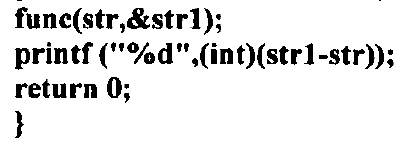 func(str,&str1);
printf ("%d",(int)(str1-str));
return 0;
}